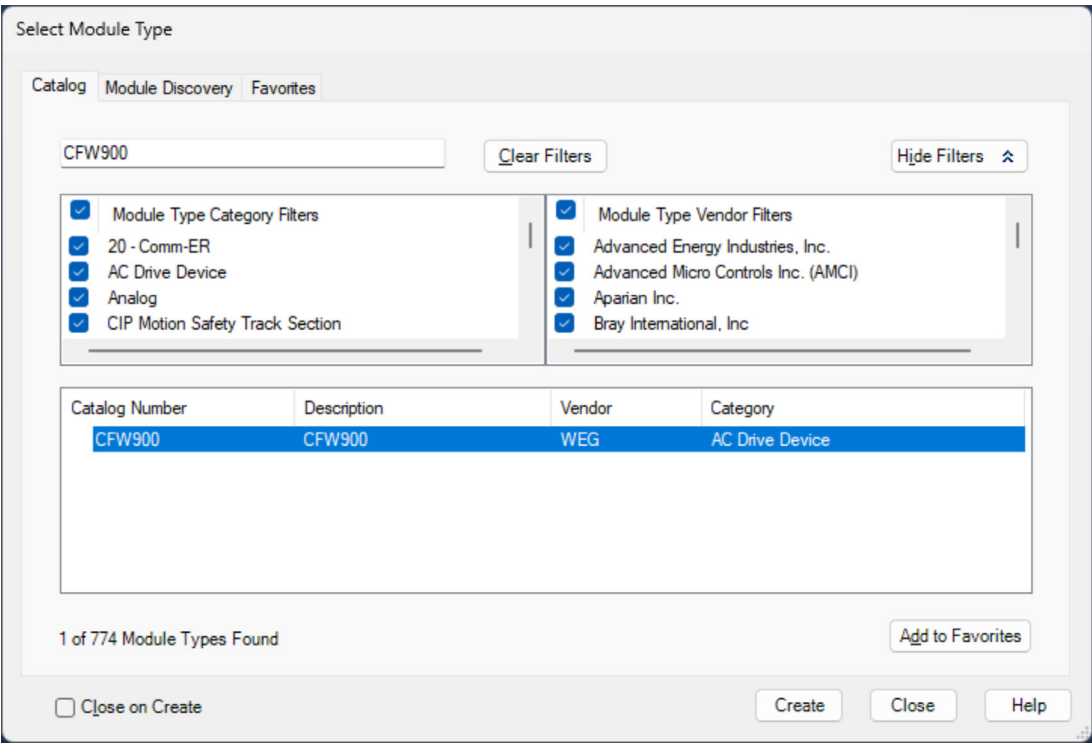 Select Module Type
Catalog Module Discovery Favorites
CFW900 Clear Filters Hide Filters
Module Type Category Filters
20 - Comm-ER
AC Drive Device
Analog
CIP Motion Safety Track Section
Module Type Vendor Filters
Advanced Energy Industries, Inc.
Advanced Micro Controls Inc. (AMCI)
Aparian Inc.
Bray International, Inc
Catalog Number Description Vendor Category
CFW900 CFW900 WEG AC Drive Device
1 of 774 Module Types Found Add to Favorites
Close on Create Create Close Help